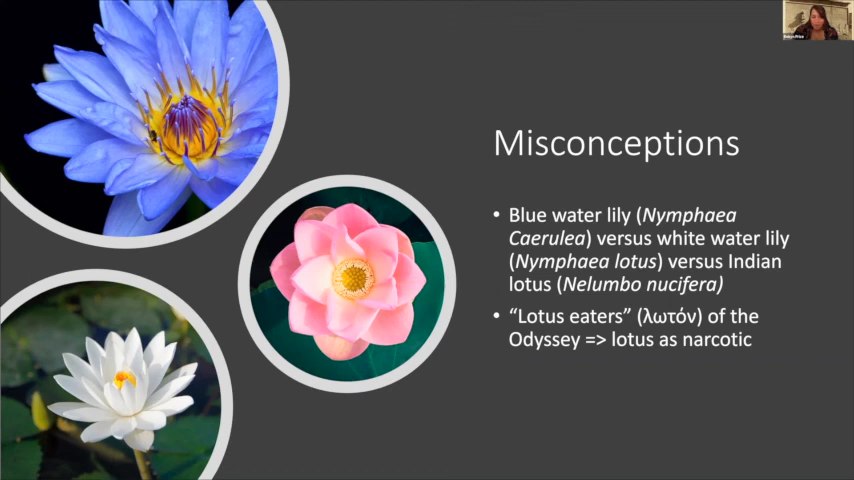 Misconceptions
• Blue water lily (Nymphaea
Caerulea) versus white water lily
(Nymphaea lotus) versus Indian
lotus (Nelumbo nucifera)
• “Lotus eaters” (λωτόν) of the
Odyssey => lotus as narcotic